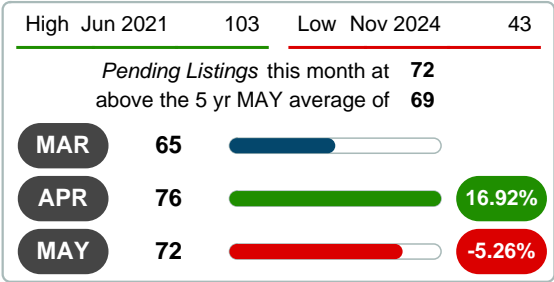 High Jun 2021 103 Low Nov 2024 43
Pending Listings this month at 72
above the 5 yr MAY average of 69
MAR 65
APR 76 16.92%
MAY 72 -5.26%